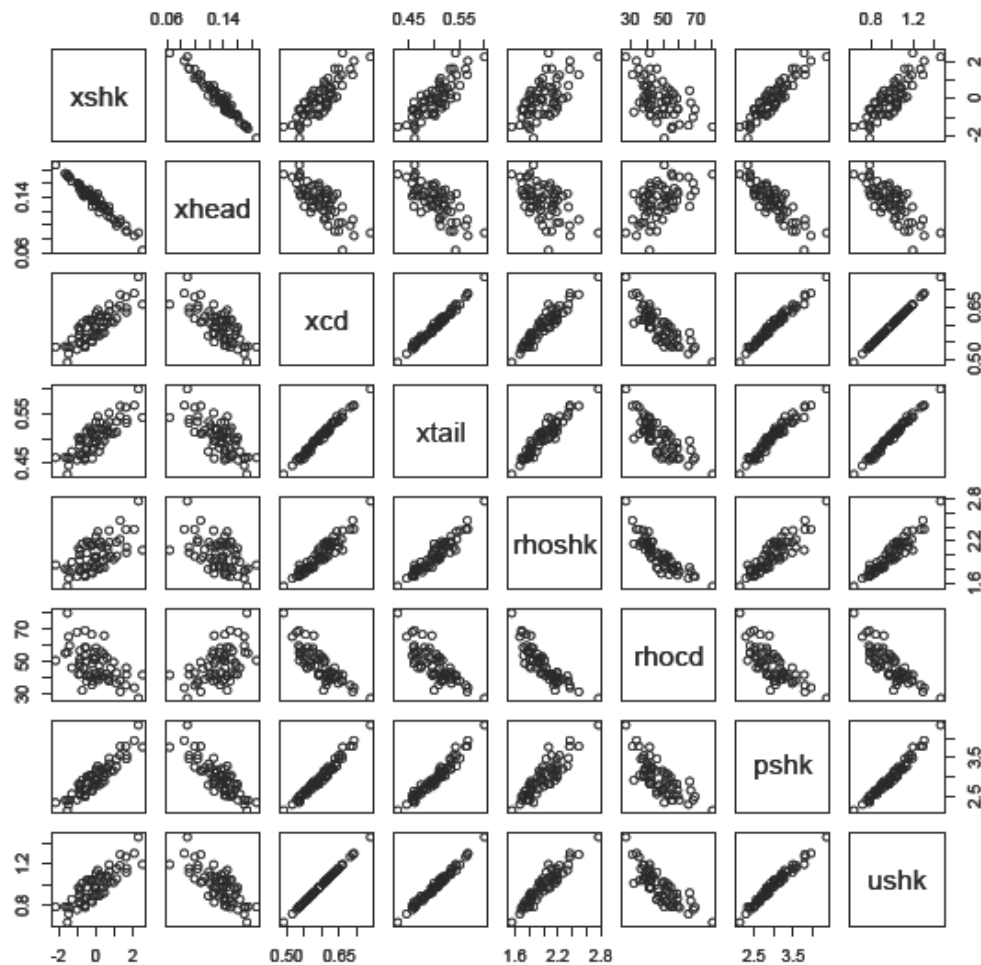 0.06 0.14 0.45 0.55 30 50 70 0.8 1.2
xshk 2 0 -2
0.14 0.06 xhead
xcd 0.65 0.50
0.55 0.45 xtail
rhoshk 2.8 2.2 1.6
70 50 30 rhocd
pshk 3.5 2.5
1.2 0.8 ushk
-2 0 2 0.50 0.65 1.6 2.2 2.8 2.5 3.5